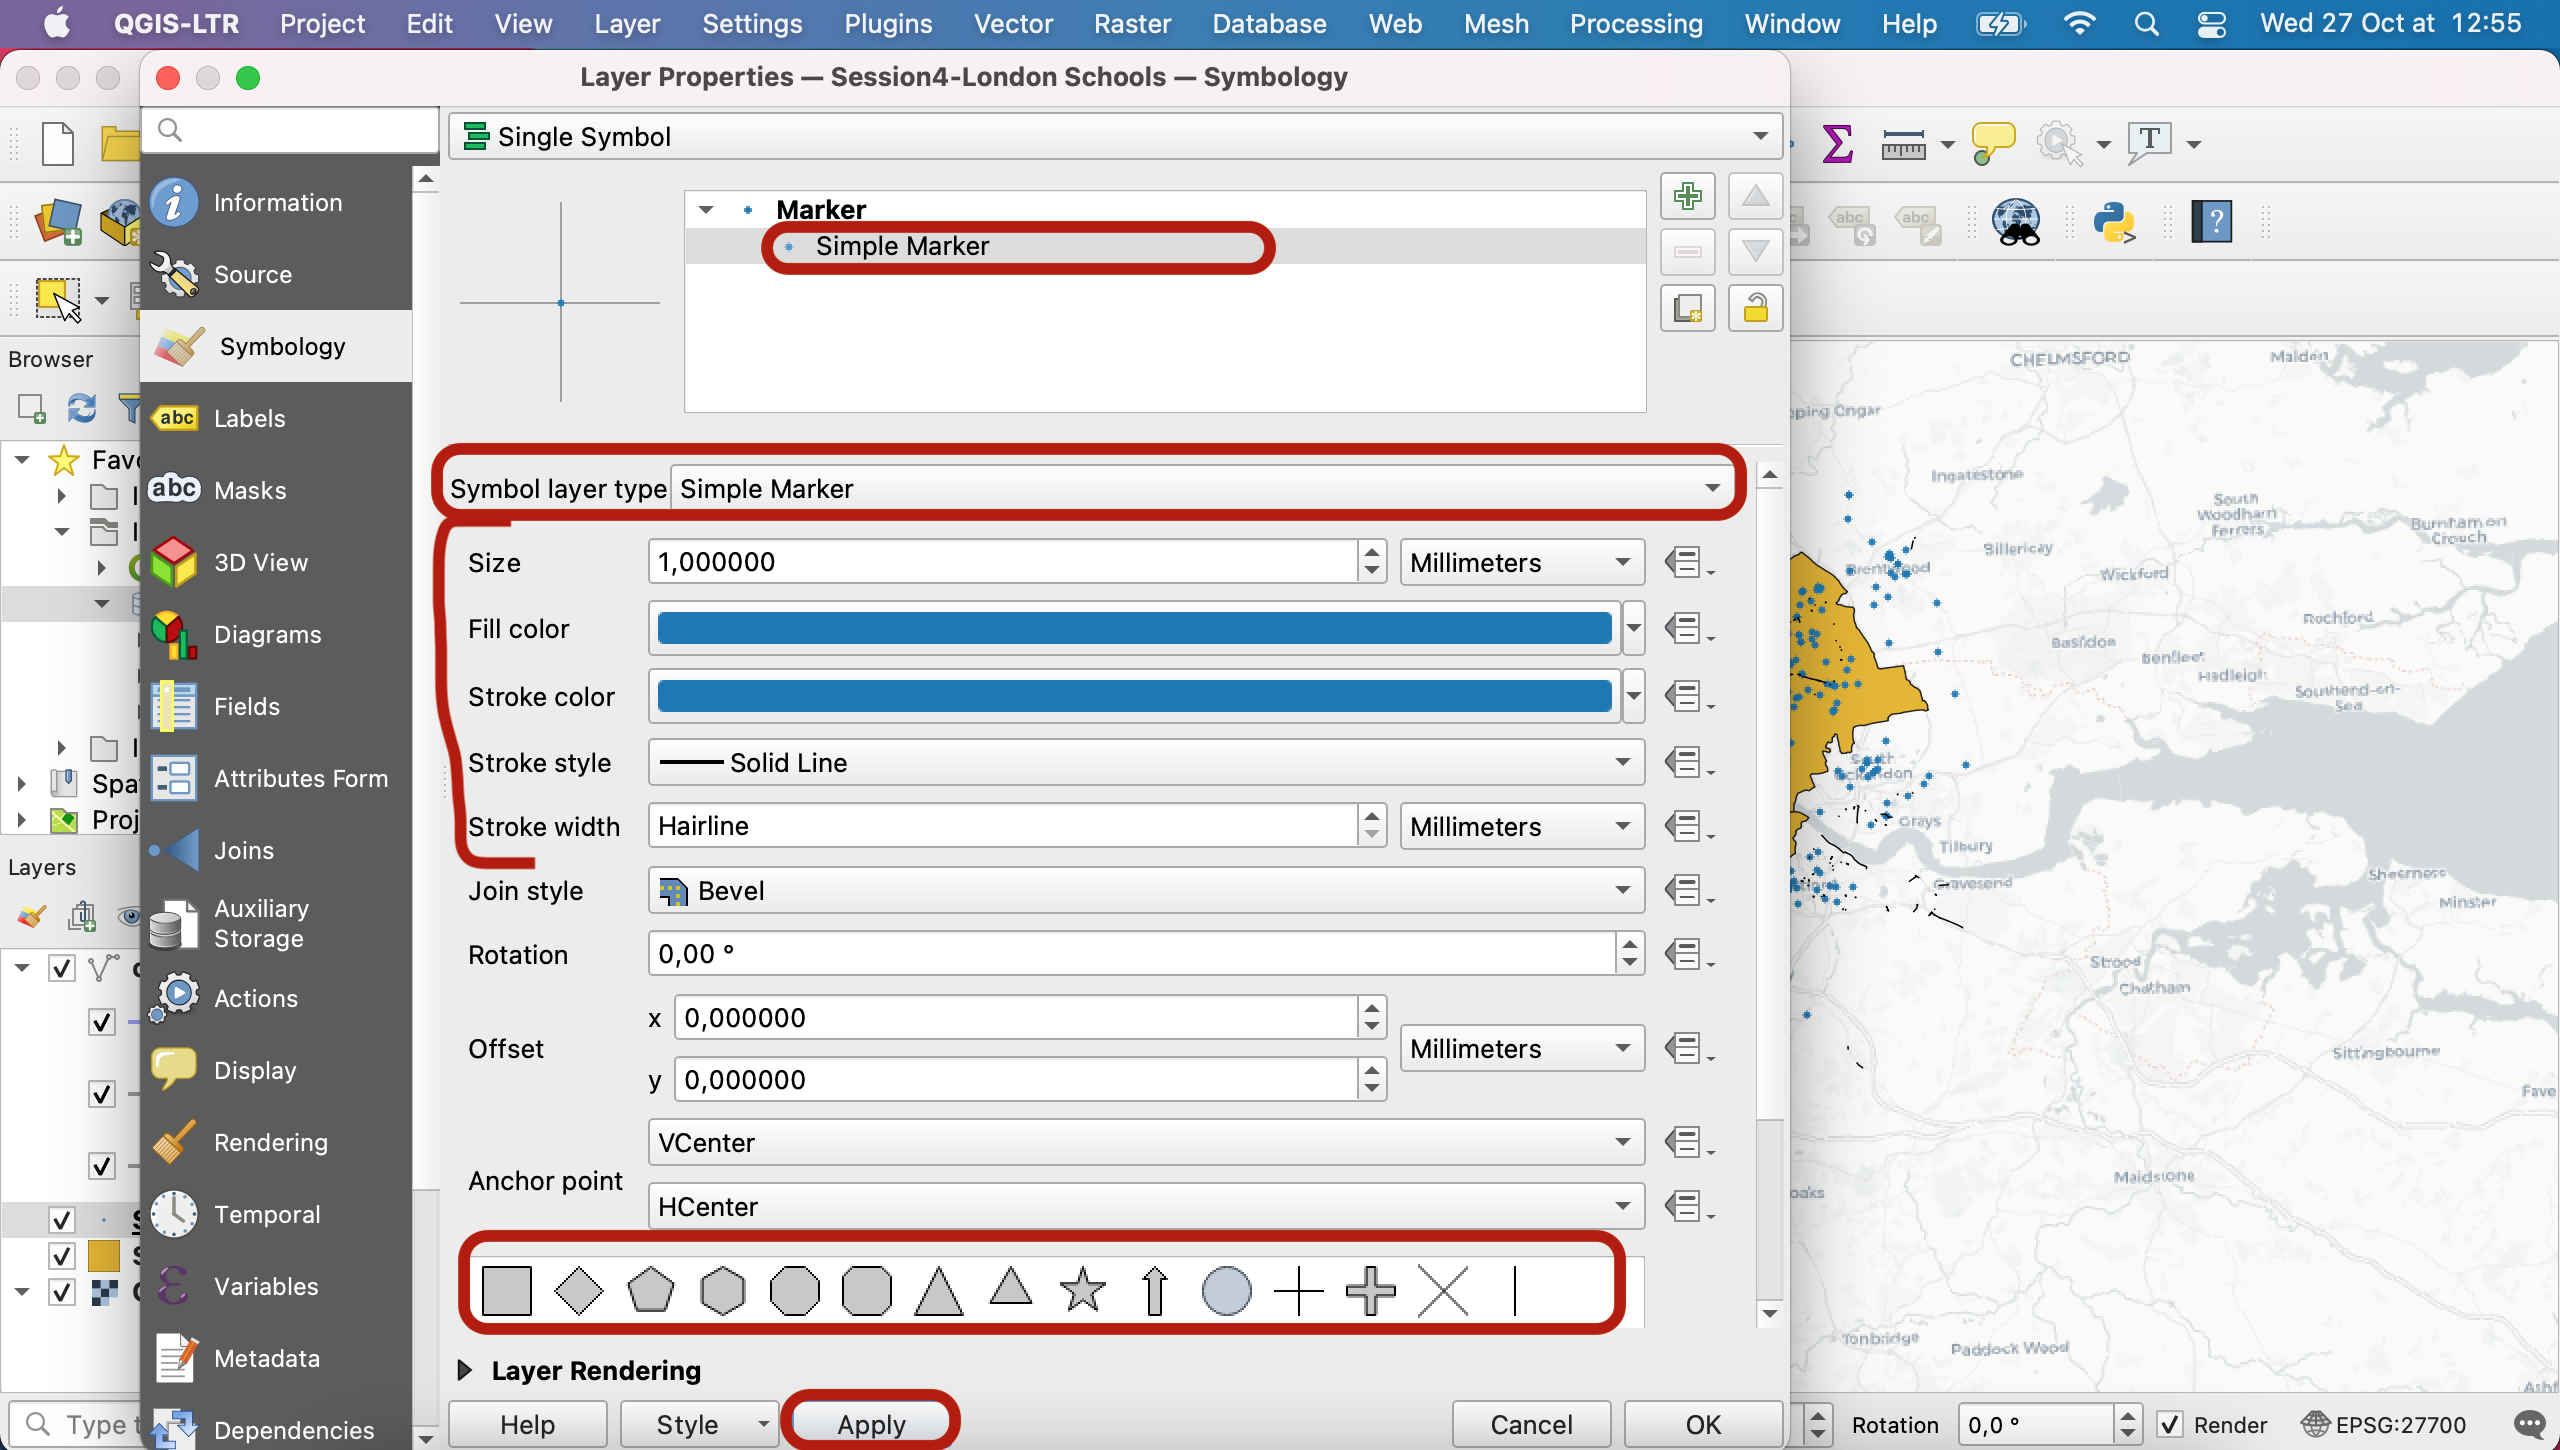 QGIS-LTR Project Edit View Layer Settings Plugins Vector Raster Database Web Mesh Processing Window Help Wed 27 Oct at 12:55
Layer Properties — Session4-London Schools — Symbology
Single Symbol
Marker
Simple Marker
Information
Source
Symbology
Labels
Masks
3D View
Diagrams
Fields
Attributes Form
Joins
Auxiliary
Storage
Actions
Display
Rendering
Temporal
Variables
Metadata
Dependencies
Browser
Layers
Symbol layer type Simple Marker
Size 1,000000 Millimeters
Fill color
Stroke color
Stroke style Solid Line
Stroke width Hairline Millimeters
Join style Bevel
Rotation 0,00 °
Offset x 0,000000 Millimeters
y 0,000000
Anchor point VCenter
HCenter
Layer Rendering
Help Style Apply Cancel OK
abc
abc
abc
abc
T
?
CHELMSFORD
Maldon
Ingatestone
South
Woodham
Ferrers
Burnham on
Crouch
Billericay
Brentwood
Wickford
Rochford
Basildon
Benfleet
Hadleigh
Southend-on-
Sea
South
Grays
Tilbury
Gravesend
Sheerness
Minster
Strood
Chatham
Sittingbourne
Maidstone
Tonbridge
Paddock Wood
Rotation 0,0 ° Render EPSG:27700